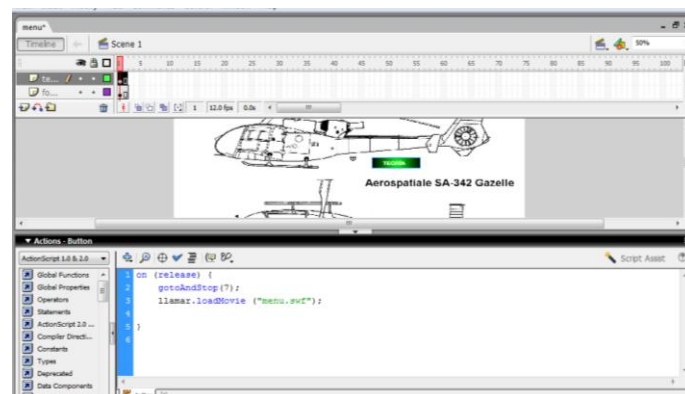 menu*
Timeline
Scene 1
50%
5 10 15 20 25 30 35 40 45 50 55 60 65 70 75 80 85 90 95 100
te...
fo...
1 12.0 fps 0.0s
TEORÍA
Aerospatiale SA-342 Gazelle
Actions - Button
ActionScript 1.0 & 2.0
Script Assist
Global Functions
Global Properties
Operators
Statements
ActionScript 2.0 ...
Compiler Directi...
Constants
Types
Deprecated
Data Components
1 on (release) {
2 gotoAndStop(7);
3 llamar.loadMovie ("menu.swf");
4
5 }
6